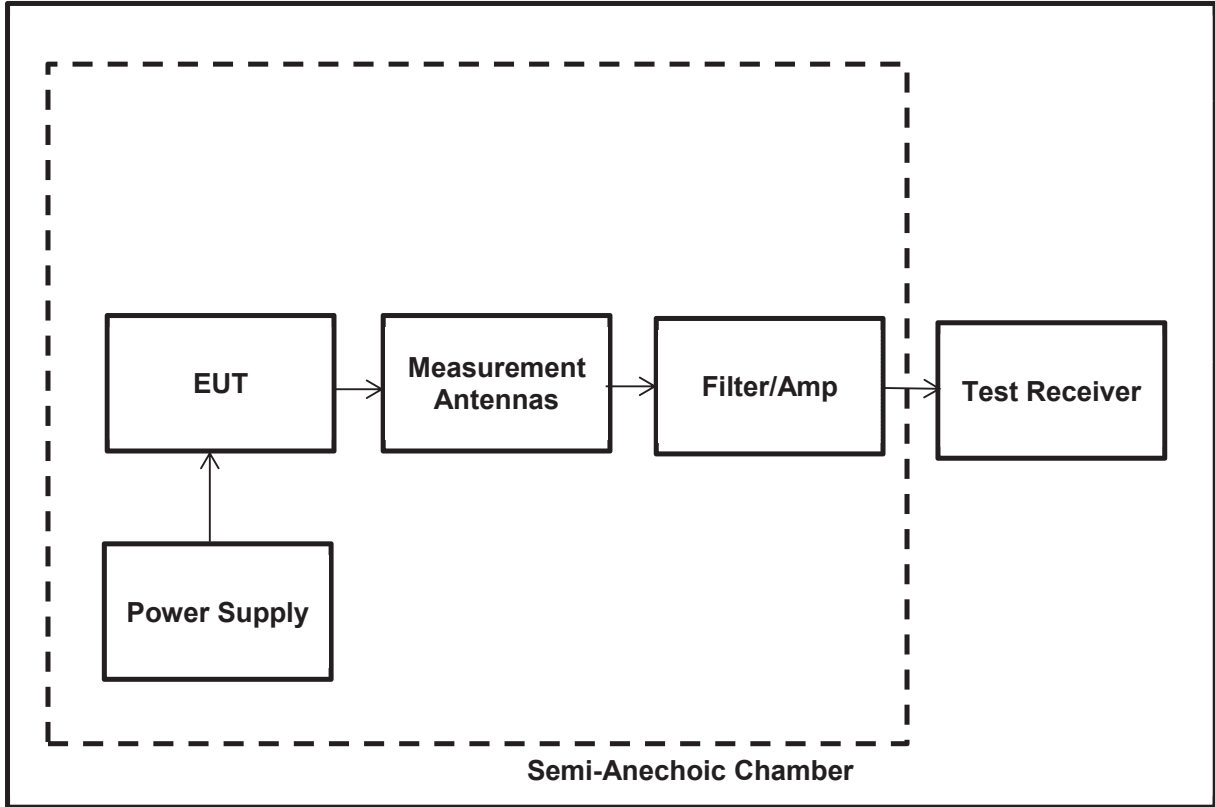 EUT
Measurement
Antennas
Filter/Amp
Test Receiver
Power Supply
Semi-Anechoic Chamber